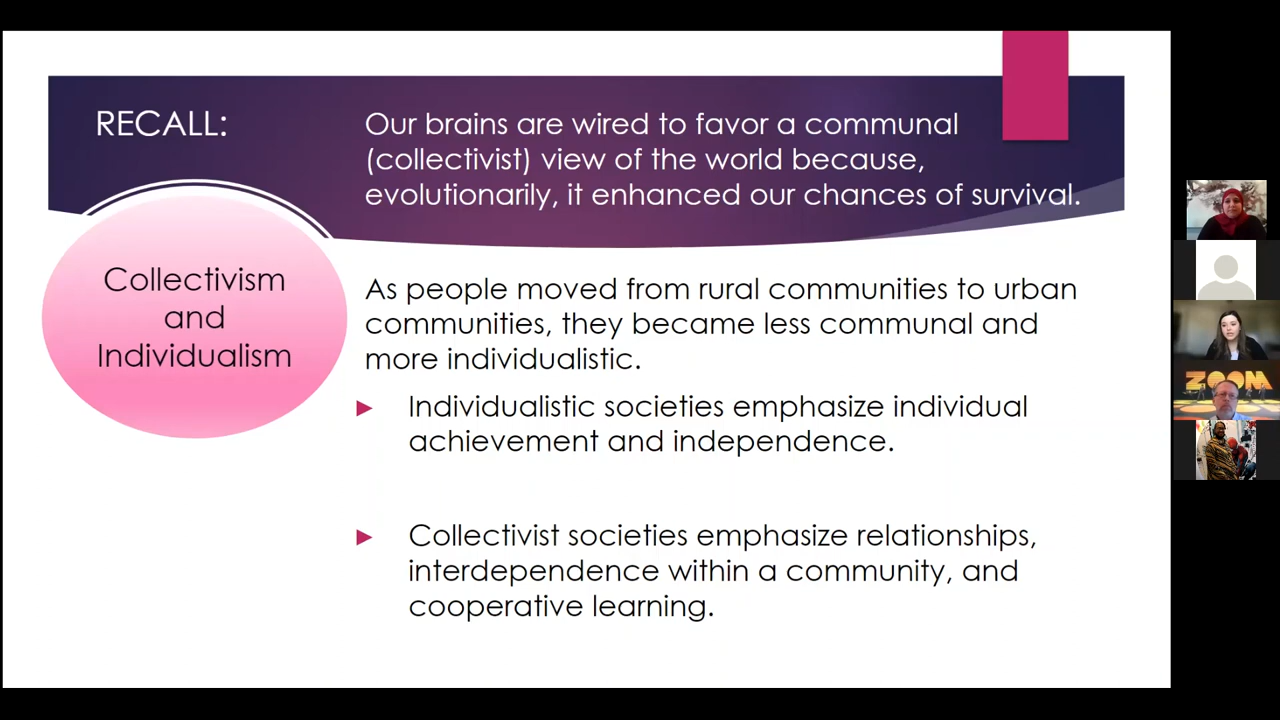 RECALL:
Our brains are wired to favor a communal
(collectivist) view of the world because,
evolutionarily, it enhanced our chances of survival.
Collectivism
and
Individualism
As people moved from rural communities to urban
communities, they became less communal and
more individualistic.
Individualistic societies emphasize individual
achievement and independence.
Collectivist societies emphasize relationships,
interdependence within a community, and
cooperative learning.
ZOOM